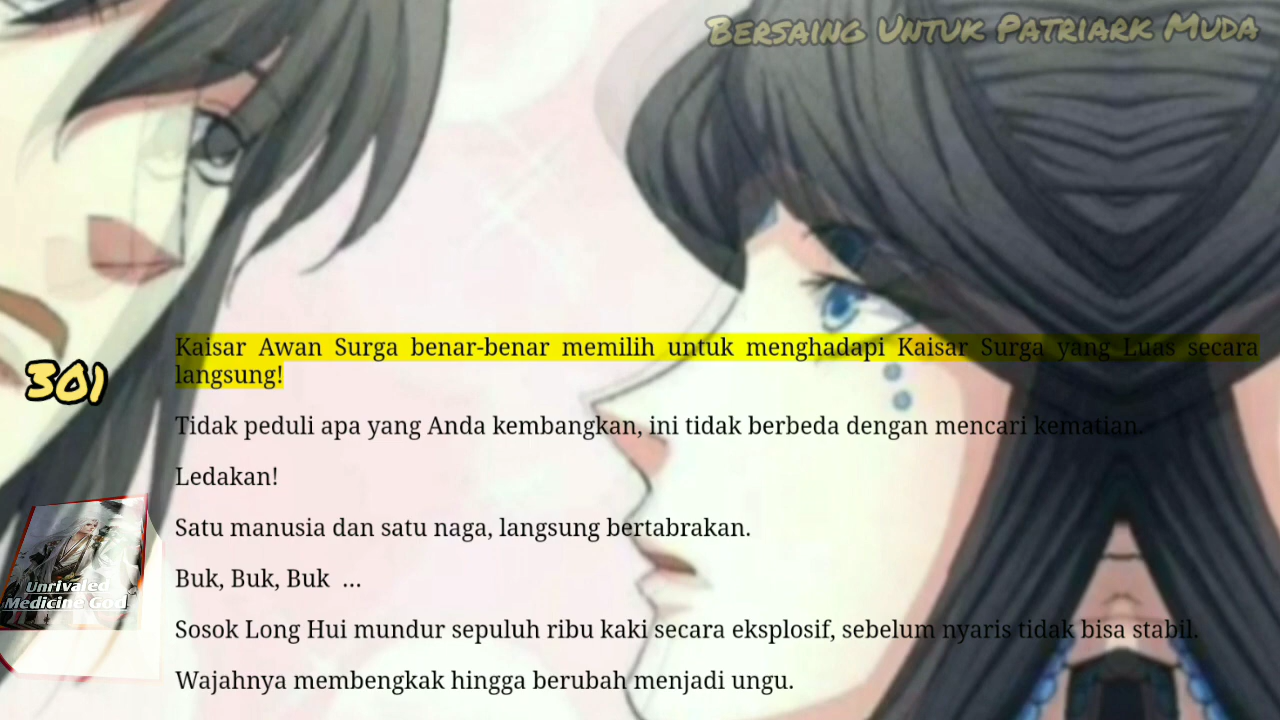 Bersaing Untuk Patriark Muda
Kaisar Awan Surga benar-benar memilih untuk menghadapi Kaisar Surga yang Luas secara
langsung!
301
Tidak peduli apa yang Anda kembangkan, ini tidak berbeda dengan mencari kematian.
Ledakan!
Satu manusia dan satu naga, langsung bertabrakan.
Buk, Buk, Buk ...
Unrivaled
Medicine God
Sosok Long Hui mundur sepuluh ribu kaki secara eksplosif, sebelum nyaris tidak bisa stabil.
Wajahnya membengkak hingga berubah menjadi ungu.